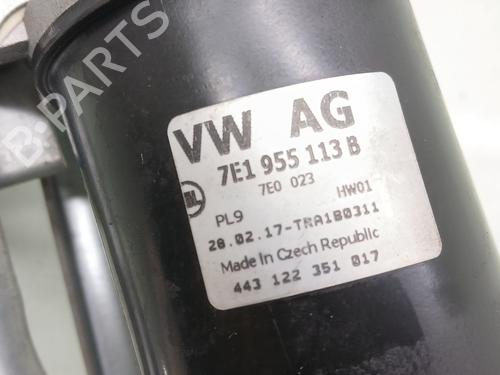 B-PARTS
VW AG
7E1 955 113 B
7E0 023
PL9 HW01
28.02.17-TRA1B0311
Made in Czech Republic
443 122 351 017